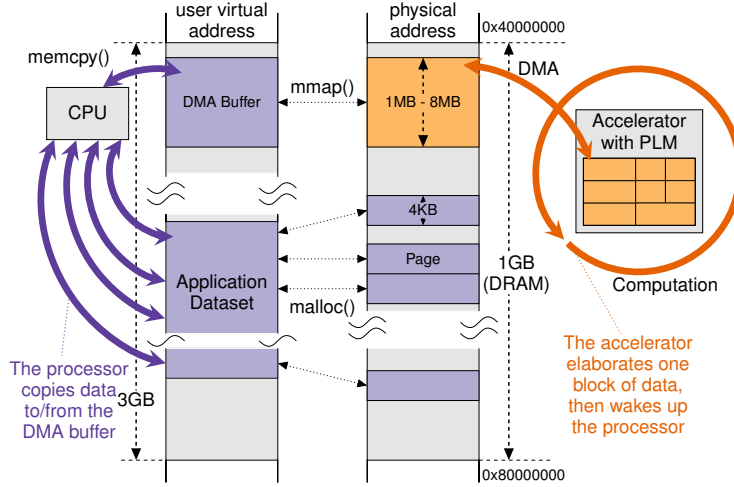 user virtual
address
physical
address
0x40000000
memcpy()
CPU
DMA Buffer
mmap()
1MB - 8MB
DMA
Accelerator
with PLM
4KB
Application
Dataset
Page
malloc()
1GB
(DRAM)
Computation
The processor
copies data
to/from the
DMA buffer
3GB
The accelerator
elaborates one
block of data,
then wakes up
the processor
0x80000000